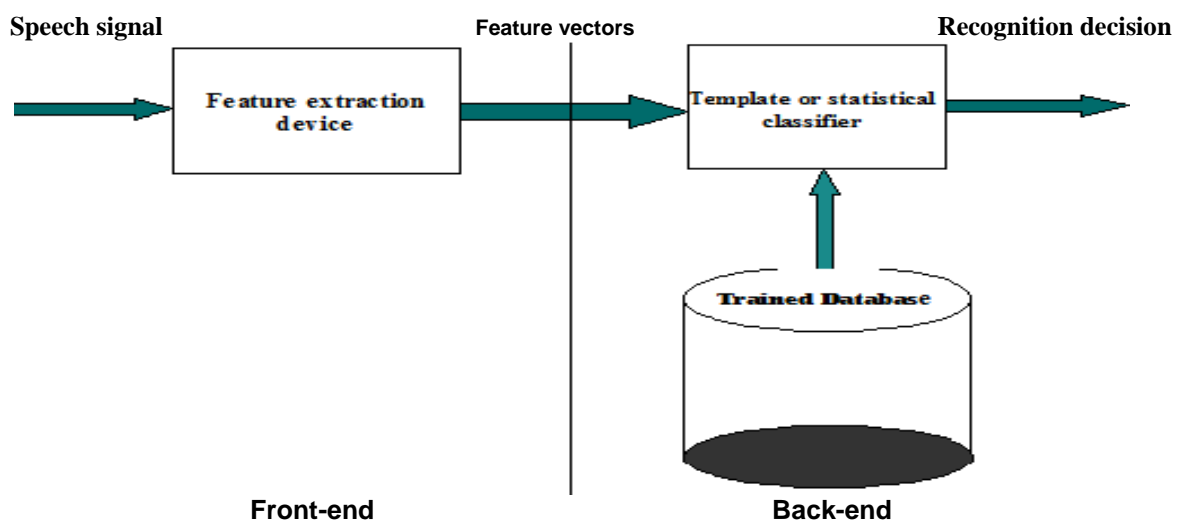 Speech signal
Feature vectors
Recognition decision
Feature extraction
device
Template or statistical
classifier
Trained Database
Front-end
Back-end